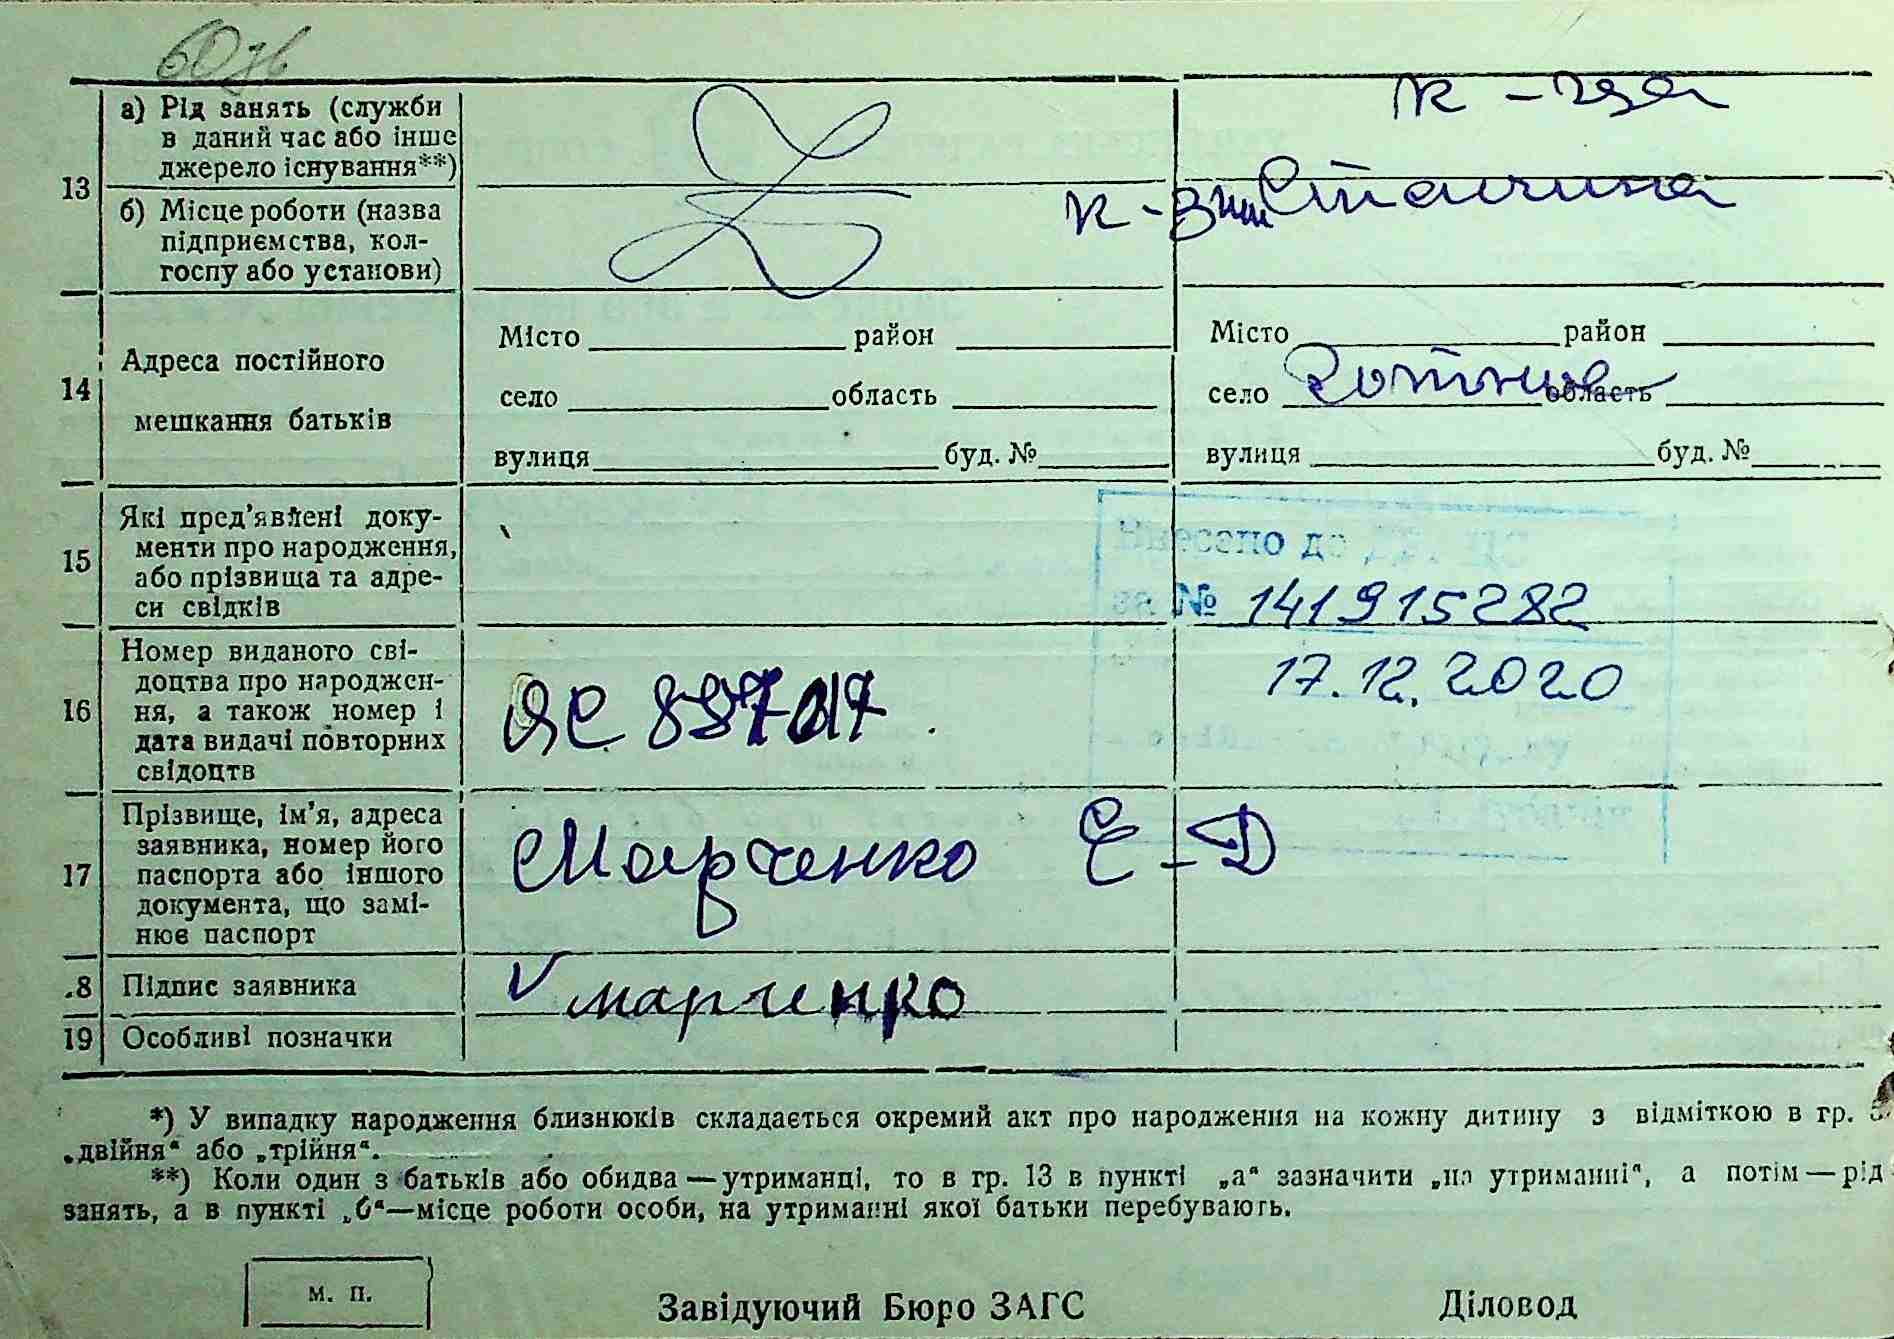 60зв
13
а) Рід занять (служби
в даний час або інше
джерело існування**)
к-ця
б) Місце роботи (назва
підприємства, кол-
госпу або установи)
к-з Сталина
14
Адреса постійного
мешкання батьків
Місто район
село область
вулиця буд. №
Місто район
село область
вулиця буд. №
15
Які пред'явлені доку-
менти про народження,
або прізвища та адре-
си свідків
Внесено до ДРАЦС
за № 141915282
17.12.2020
16
Номер виданого сві-
доцтва про народжен-
ня, а також номер і
дата видачі повторних
свідоцтв
ЯС 887017.
17
Прізвище, ім'я, адреса
заявника, номер його
паспорта або іншого
документа, що замі-
нює паспорт
Марченко Е-Д
.8 Підпис заявника
V марченко
19 Особливі позначки
*) У випадку народження близнюків складається окремий акт про народження на кожну дитину з відміткою в гр. 5
„двійня“ або „трійня“.
**) Коли один з батьків або обидва — утриманці, то в гр. 13 в пункті „а“ зазначити „на утриманні“, а потім — рід
занять, а в пункті „б“—місце роботи особи, на утриманні якої батьки перебувають.
м. п.
Завідуючий Бюро ЗАГС
Діловод